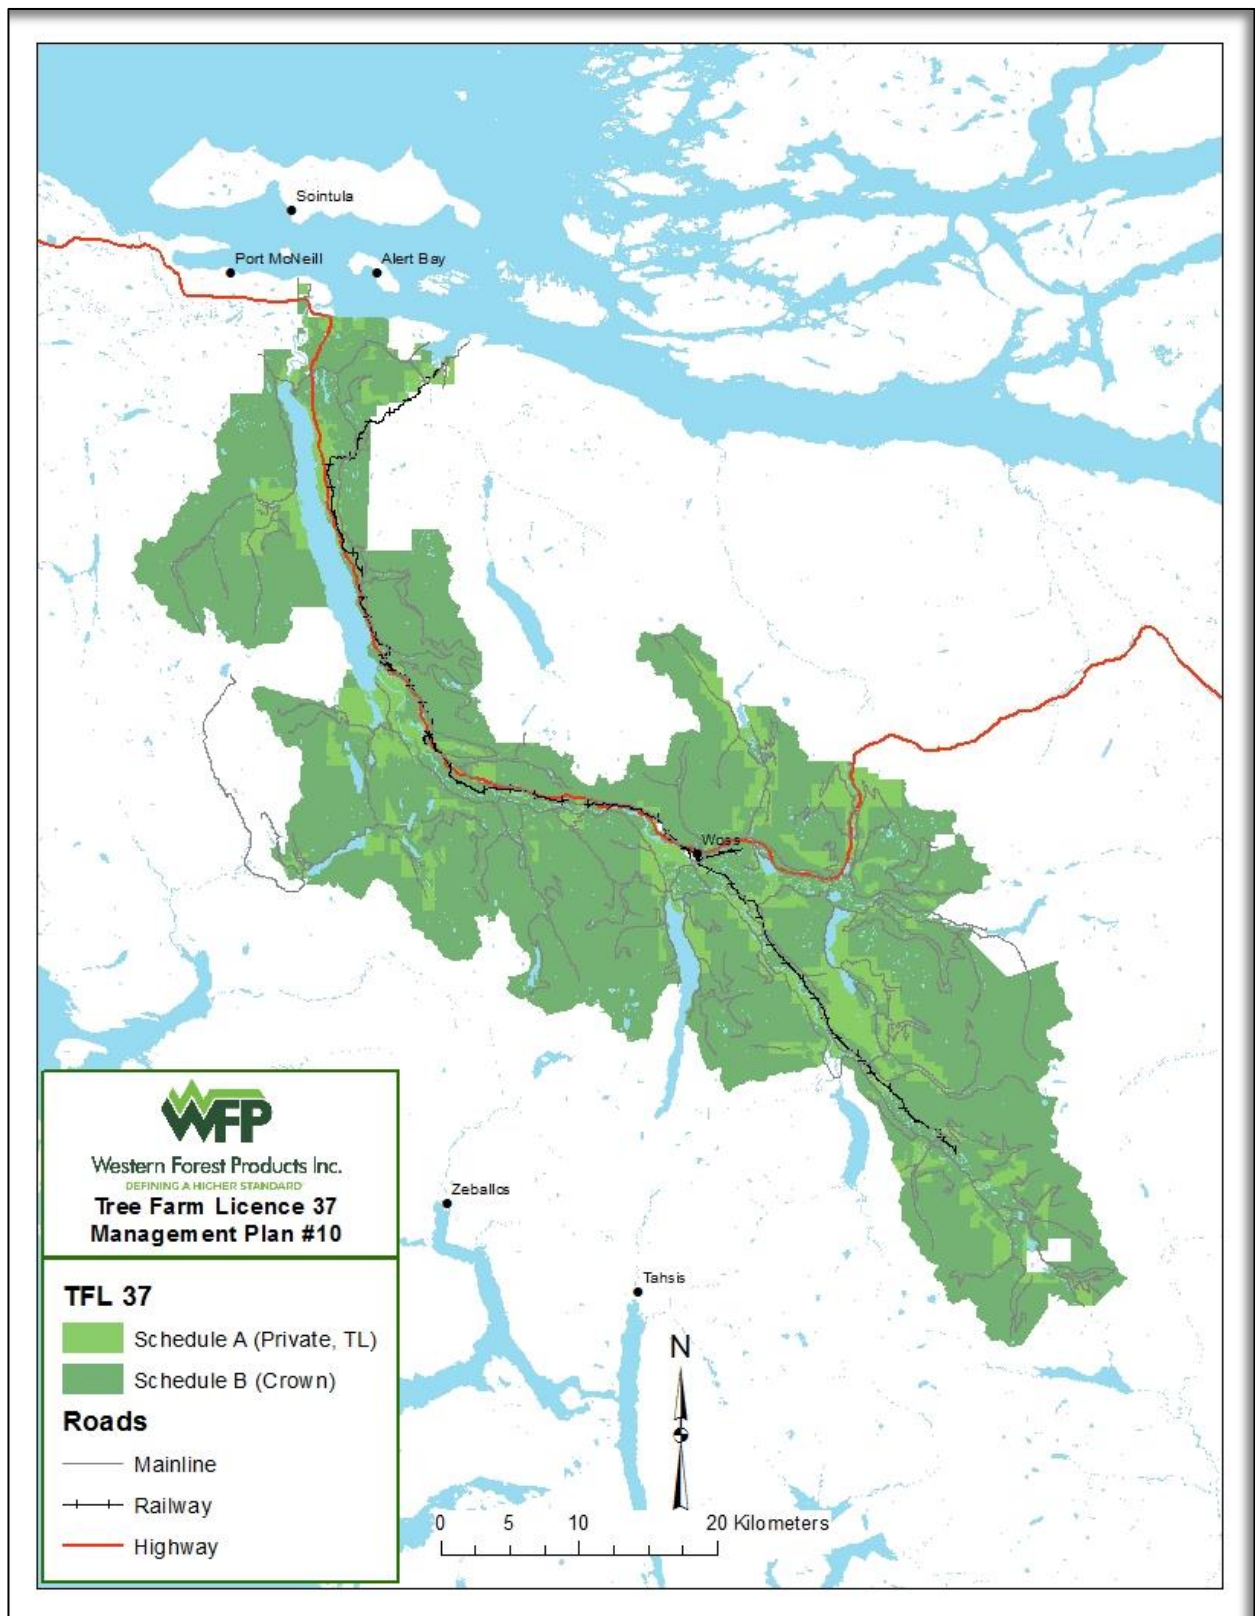 Sointula
Port McNeill
Alert Bay
Woss
WFP
Western Forest Products Inc.
DEFINING A HIGHER STANDARD
Tree Farm Licence 37
Management Plan #10
Zeballos
Tahsis
TFL 37
Schedule A (Private, TL)
Schedule B (Crown)
Roads
Mainline
Railway
Highway
N
0 5 10 20 Kilometers